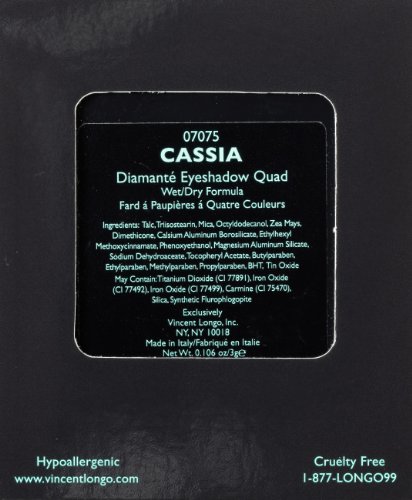 07075
CASSIA
Diamanté Eyeshadow Quad
Wet/Dry Formula
Fard á Paupières á Quatre Couleurs
Ingredients: Talc, Triisostearin, Mica, Octyldodecanol, Zea Mays,
Dimethicone, Calsium Aluminum Borosilicate, Ethylhexyl
Methoxycinnamate, Phenoxyethanol, Magnesium Aluminum Silicate,
Sodium Dehydroaceate, Tocopheryl Acetate, Butylparaben,
Ethylparaben, Methylparaben, Propylparaben, BHT, Tin Oxide
May Contain: Titanium Dioxide (CI 77891), Iron Oxide
(CI 77492), Iron Oxide (CI 77499), Carmine (CI 75470),
Silica, Synthetic Flurophlogopite
Exclusively
Vincent Longo, Inc.
NY, NY, 10018
Made in Italy/Fabriqué en Italie
Net Wt. 0.106 oz/3g℮
Hypoallergenic
www.vincentlongo.com
Cruelty Free
1-877-LONGO99